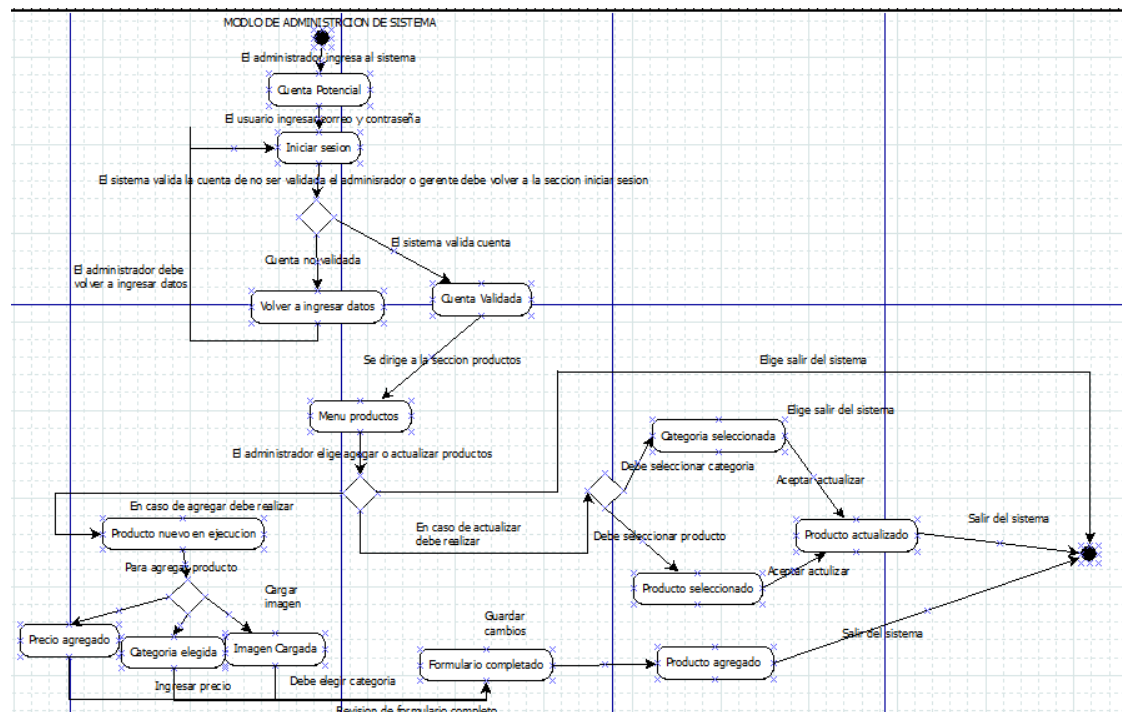 MODLO DE ADMINISTRCION DE SISTEMA
El administrador ingresa al sistema
Cuenta Potencial
El usuario ingresa correo y contraseña
Iniciar sesion
El sistema valida la cuenta de no ser validada el adminisrador o gerente debe volver a la seccion iniciar sesion
El sistema valida cuenta
Cuenta no validada
El administrador debe
volver a ingresar datos
Volver a ingresar datos
Cuenta Validada
Se dirige a la seccion productos
Elige salir del sistema
Menu productos
Elige salir del sistema
Categoria seleccionada
El administrador elige agegar o actualizar productos
Debe seleccionar categoria
Aceptar actualizar
En caso de agregar debe realizar
En caso de actualizar
debe realizar
Debe seleccionar producto
Salir del sistema
Producto nuevo en ejecucion
Producto actualizado
Para agregar producto
Aceptar actulizar
Producto seleccionado
Cargar
imagen
Guardar
cambios
Salir del sistema
Precio agregado
Categoria elegida
Imagen Cargada
Formulario completado
Producto agregado
Ingresar precio
Debe elegir categoria
Revision de formulario completo